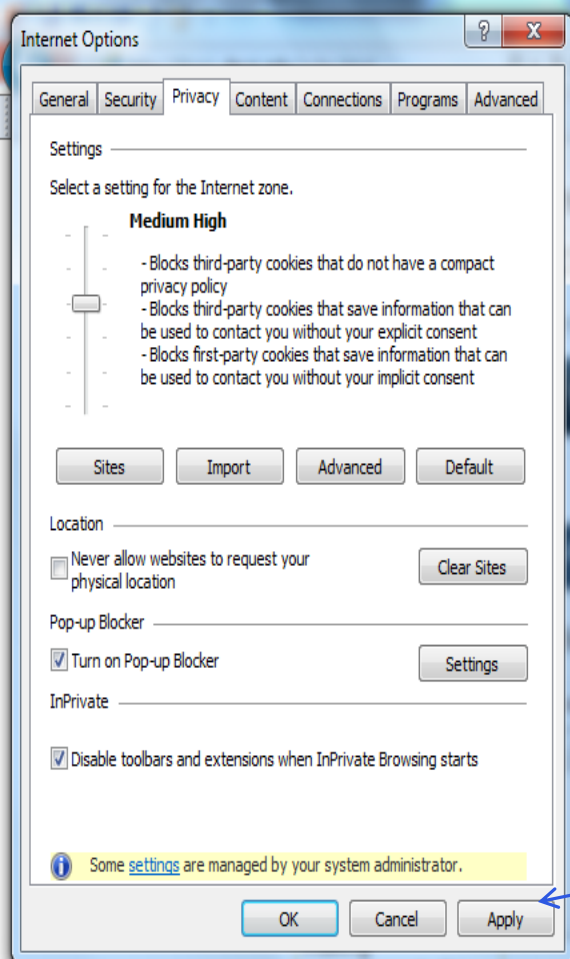 Internet Options
? X
General Security Privacy Content Connections Programs Advanced
Settings
Select a setting for the Internet zone.
Medium High
- Blocks third-party cookies that do not have a compact
privacy policy
- Blocks third-party cookies that save information that can
be used to contact you without your explicit consent
- Blocks first-party cookies that save information that can
be used to contact you without your implicit consent
Sites Import Advanced Default
Location
Never allow websites to request your
physical location
Clear Sites
Pop-up Blocker
Turn on Pop-up Blocker
Settings
InPrivate
Disable toolbars and extensions when InPrivate Browsing starts
Some settings are managed by your system administrator.
OK Cancel Apply